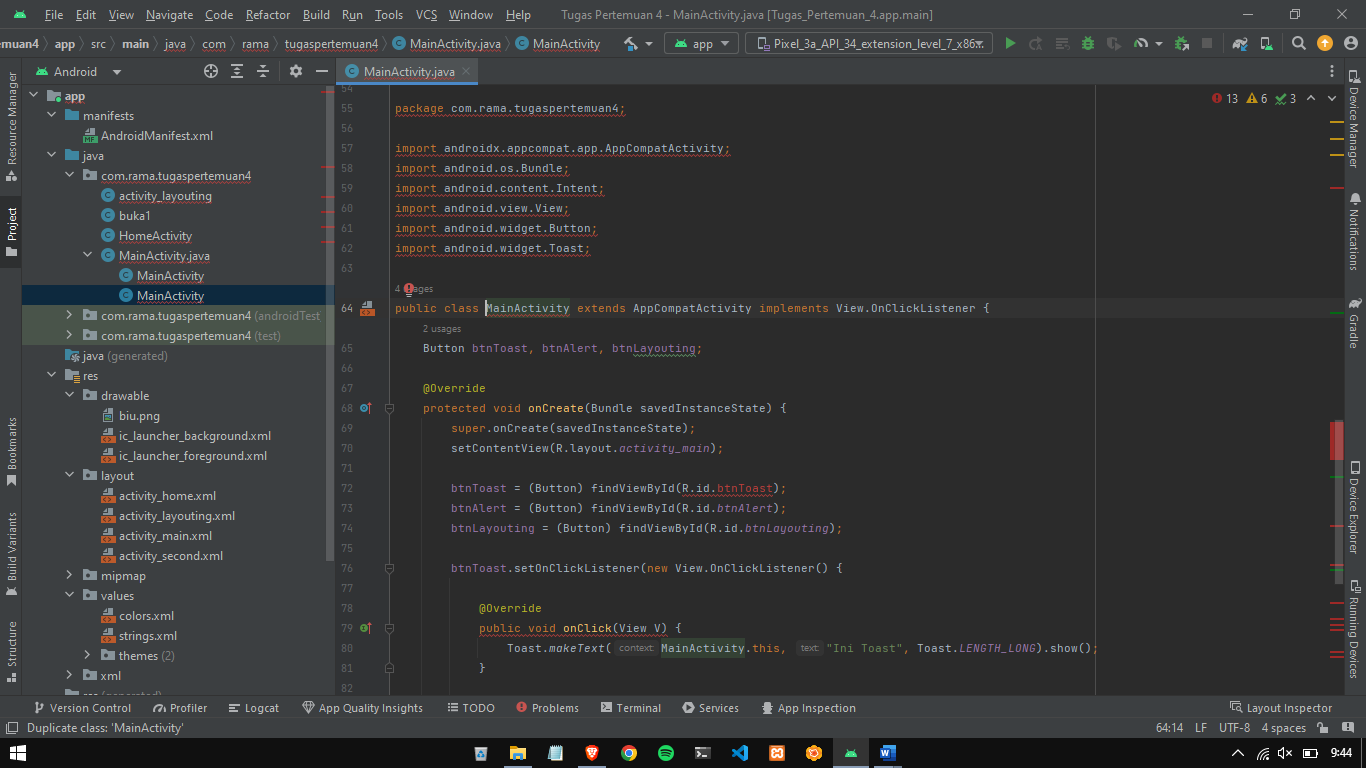 File Edit View Navigate Code Refactor Build Run Tools VCS Window Help Tugas Pertemuan 4 - MainActivity.java [Tugas_Pertemuan_4.app.main]
emuan4 app src main java com rama tugaspertemuan4 MainActivity.java MainActivity app Pixel_3a_API_34_extension_level_7_x86...
Android MainActivity.java
Resource Manager
Project
Bookmarks
Build Variants
Structure
app
manifests
AndroidManifest.xml
java
com.rama.tugaspertemuan4
activity_layouting
buka1
HomeActivity
MainActivity.java
MainActivity
MainActivity
com.rama.tugaspertemuan4 (androidTest
com.rama.tugaspertemuan4 (test)
java (generated)
res
drawable
biu.png
ic_launcher_background.xml
ic_launcher_foreground.xml
layout
activity_home.xml
activity_layouting.xml
activity_main.xml
activity_second.xml
mipmap
values
colors.xml
strings.xml
themes (2)
xml
res (generated)
13 6 3
54
55 package com.rama.tugaspertemuan4;
56
57 import androidx.appcompat.app.AppCompatActivity;
58 import android.os.Bundle;
59 import android.content.Intent;
60 import android.view.View;
61 import android.widget.Button;
62 import android.widget.Toast;
63
4 usages
64 public class MainActivity extends AppCompatActivity implements View.OnClickListener {
2 usages
65 Button btnToast, btnAlert, btnLayouting;
66
67 @Override
68 protected void onCreate(Bundle savedInstanceState) {
69 super.onCreate(savedInstanceState);
70 setContentView(R.layout.activity_main);
71
72 btnToast = (Button) findViewById(R.id.btnToast);
73 btnAlert = (Button) findViewById(R.id.btnAlert);
74 btnLayouting = (Button) findViewById(R.id.btnLayouting);
75
76 btnToast.setOnClickListener(new View.OnClickListener() {
77
78 @Override
79 public void onClick(View V) {
80 Toast.makeText( context: MainActivity.this, text: "Ini Toast", Toast.LENGTH_LONG).show();
81 }
82
Device Manager
Notifications
Gradle
Device Explorer
Running Devices
Version Control Profiler Logcat App Quality Insights TODO Problems Terminal Services App Inspection Layout Inspector
Duplicate class: 'MainActivity' 64:14 LF UTF-8 4 spaces
9:44